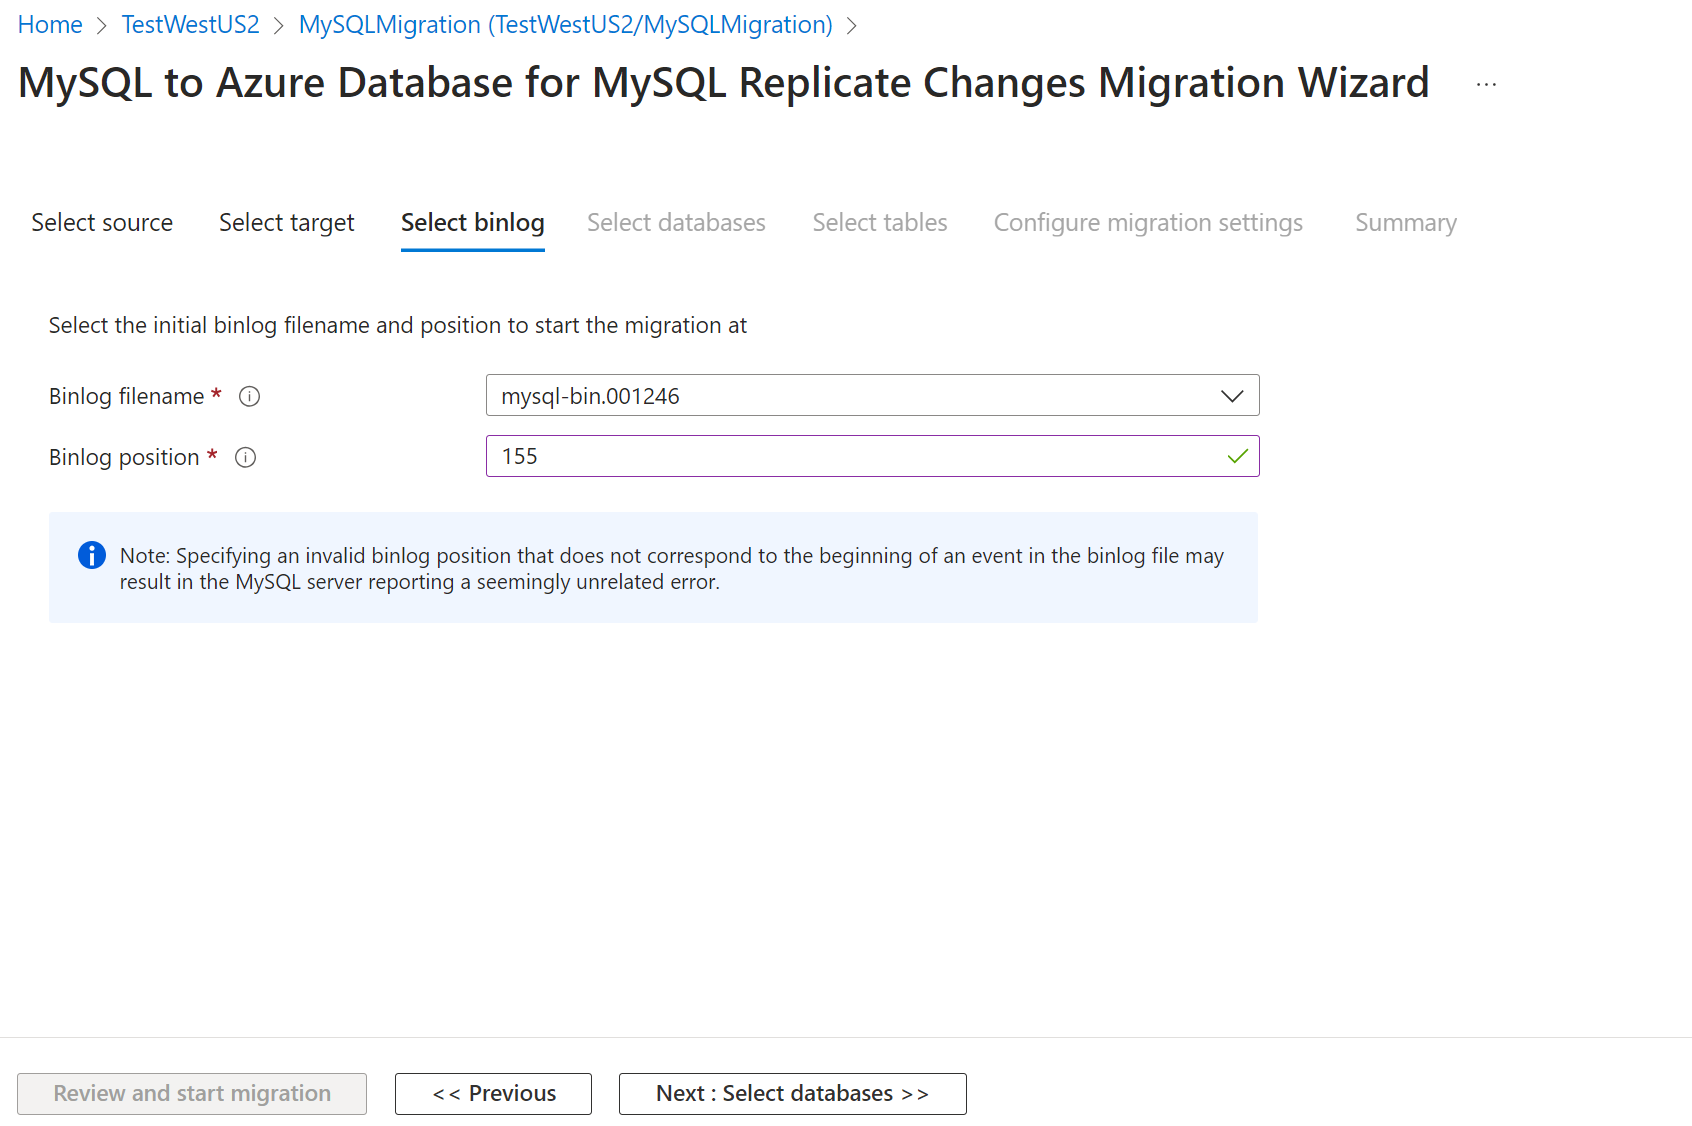 Home > TestWestUS2 > MySQLMigration (TestWestUS2/MySQLMigration) >
MySQL to Azure Database for MySQL Replicate Changes Migration Wizard ...
Select source Select target Select binlog Select databases Select tables Configure migration settings Summary
Select the initial binlog filename and position to start the migration at
Binlog filename * mysql-bin.001246
Binlog position * 155
Note: Specifying an invalid binlog position that does not correspond to the beginning of an event in the binlog file may
result in the MySQL server reporting a seemingly unrelated error.
Review and start migration << Previous Next : Select databases >>